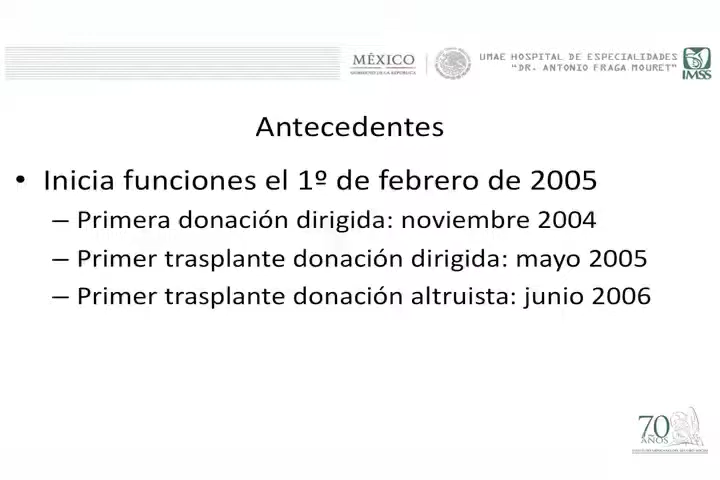 MÉXICO
GOBIERNO DE LA REPÚBLICA
UMAE HOSPITAL DE ESPECIALIDADES
“DR. ANTONIO FRAGA MOURET”
IMSS
Antecedentes
• Inicia funciones el 1º de febrero de 2005
– Primera donación dirigida: noviembre 2004
– Primer trasplante donación dirigida: mayo 2005
– Primer trasplante donación altruista: junio 2006
70
AÑOS